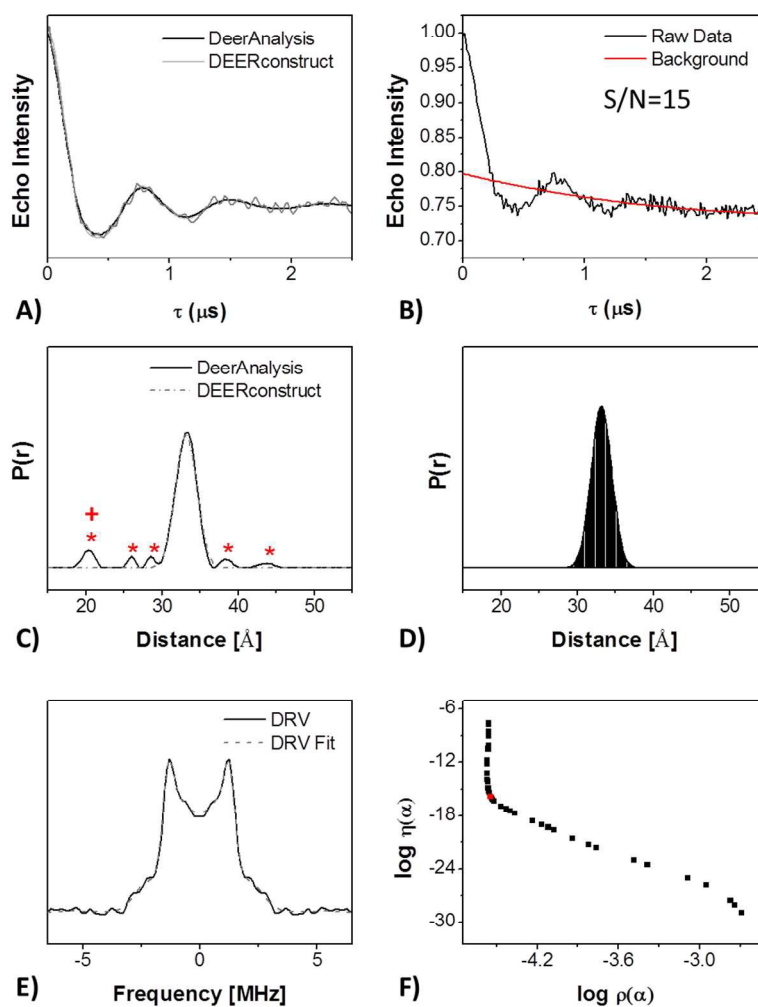 DeerAnalysis
DEERconstruct
Echo Intensity
0
1
2
τ (μs)
A)
1.00
0.95
0.90
0.85
0.80
0.75
0.70
Raw Data
Background
S/N=15
Echo Intensity
0
1
2
τ (μs)
B)
DeerAnalysis
DEERconstruct
P(r)
+
*
*
*
*
*
20
30
40
50
Distance [Å]
C)
P(r)
20
30
40
50
Distance [Å]
D)
DRV
DRV Fit
-5
0
5
Frequency [MHz]
E)
-6
-12
-18
-24
-30
log η(α)
-4.2
-3.6
-3.0
log ρ(α)
F)